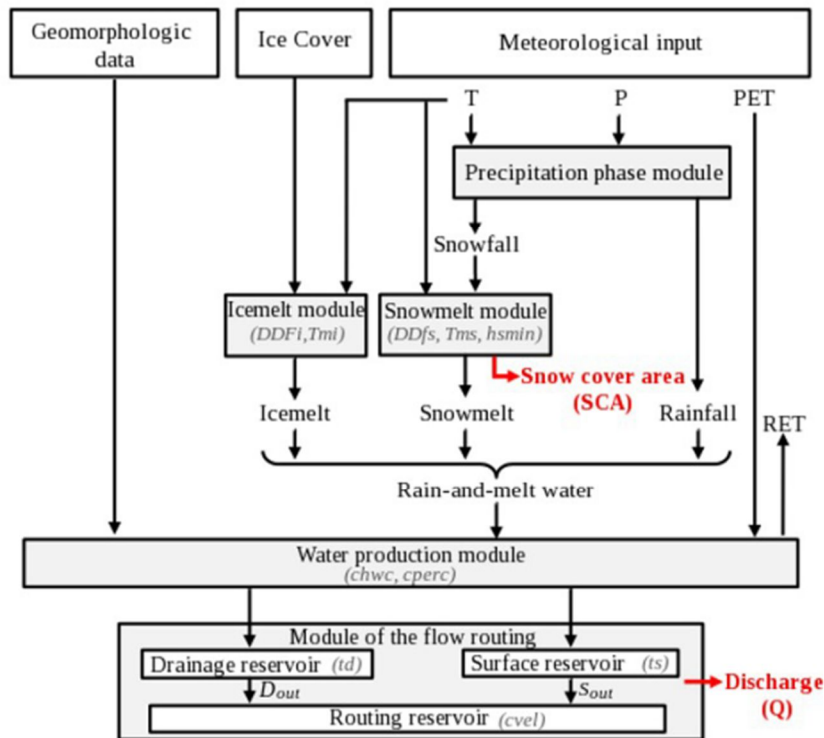 Geomorphologic
data
Ice Cover
Meteorological input
T
P
PET
Precipitation phase module
Snowfall
Icemelt module
(DDFi,Tmi)
Snowmelt module
(DDfs, Tms, hsmin)
Snow cover area
(SCA)
Icemelt
Snowmelt
Rainfall
RET
Rain-and-melt water
Water production module
(chwc, cperc)
Module of the flow routing
Drainage reservoir (td)
Surface reservoir (ts)
Dout
Sout
Discharge
(Q)
Routing reservoir (cvel)